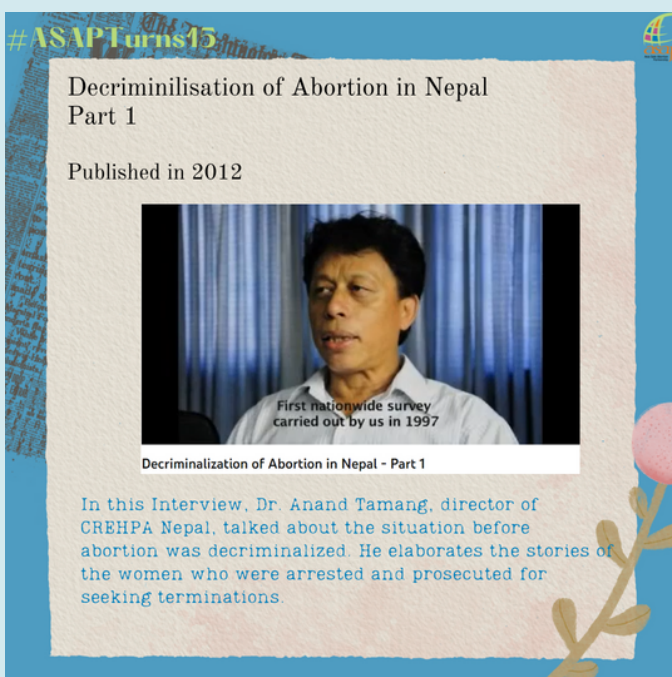 #ASAPTurns15
Decriminilisation of Abortion in Nepal
Part 1
Published in 2012
First nationwide survey
carried out by us in 1997
Decriminalization of Abortion in Nepal - Part 1
In this Interview, Dr. Anand Tamang, director of
CREHPA Nepal, talked about the situation before
abortion was decriminalized. He elaborates the stories of
the women who were arrested and prosecuted for
seeking terminations.